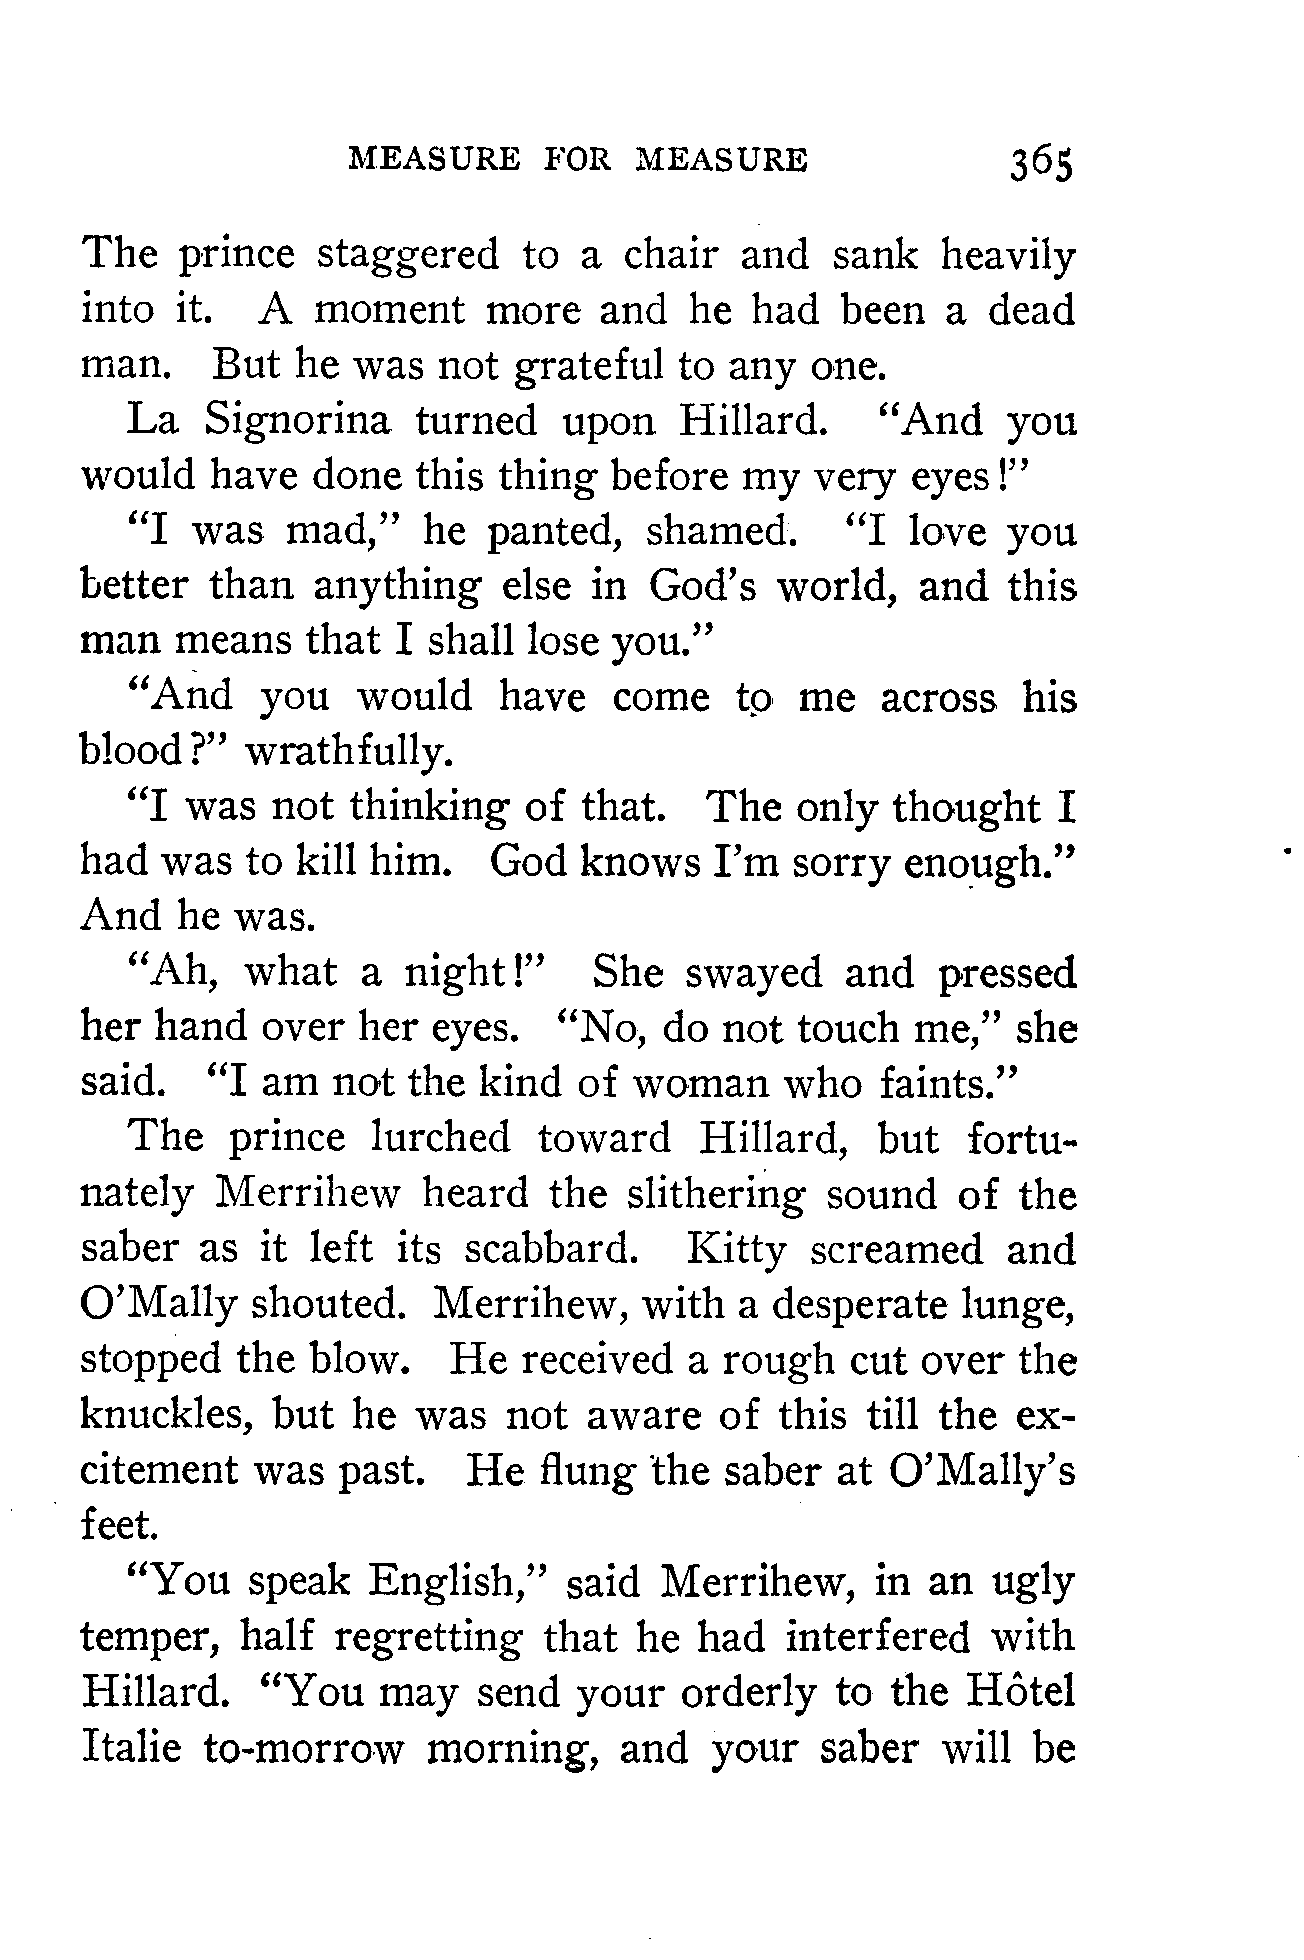 MEASURE FOR MEASURE 365
The prince staggered to a chair and sank heavily
into it. A moment more and he had been a dead
man. But he was not grateful to any one.
La Signorina turned upon Hillard. “And you
would have done this thing before my very eyes!”
“I was mad,” he panted, shamed. “I love you
better than anything else in God’s world, and this
man means that I shall lose you.”
“And you would have come to me across his
blood?” wrathfully.
“I was not thinking of that. The only thought I
had was to kill him. God knows I’m sorry enough.”
And he was.
“Ah, what a night!” She swayed and pressed
her hand over her eyes. “No, do not touch me,” she
said. “I am not the kind of woman who faints.”
The prince lurched toward Hillard, but fortu-
nately Merrihew heard the slithering sound of the
saber as it left its scabbard. Kitty screamed and
O’Mally shouted. Merrihew, with a desperate lunge,
stopped the blow. He received a rough cut over the
knuckles, but he was not aware of this till the ex-
citement was past. He flung the saber at O’Mally’s
feet.
“You speak English,” said Merrihew, in an ugly
temper, half regretting that he had interfered with
Hillard. “You may send your orderly to the Hôtel
Italie to-morrow morning, and your saber will be